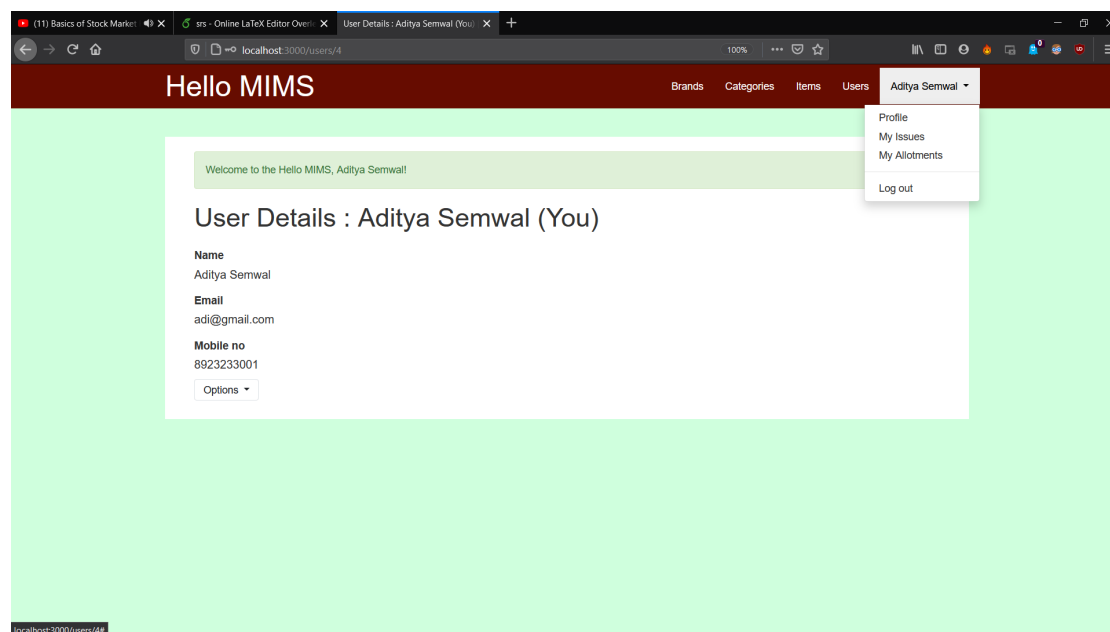 (11) Basics of Stock Market
srs - Online LaTeX Editor Overle
User Details : Aditya Semwal (You)
localhost:3000/users/4
100%
0
Hello MIMS
Brands Categories Items Users Aditya Semwal
Profile
My Issues
My Allotments
Log out
Welcome to the Hello MIMS, Aditya Semwal!
User Details : Aditya Semwal (You)
Name
Aditya Semwal
Email
adi@gmail.com
Mobile no
8923233001
Options
localhost:3000/users/4#